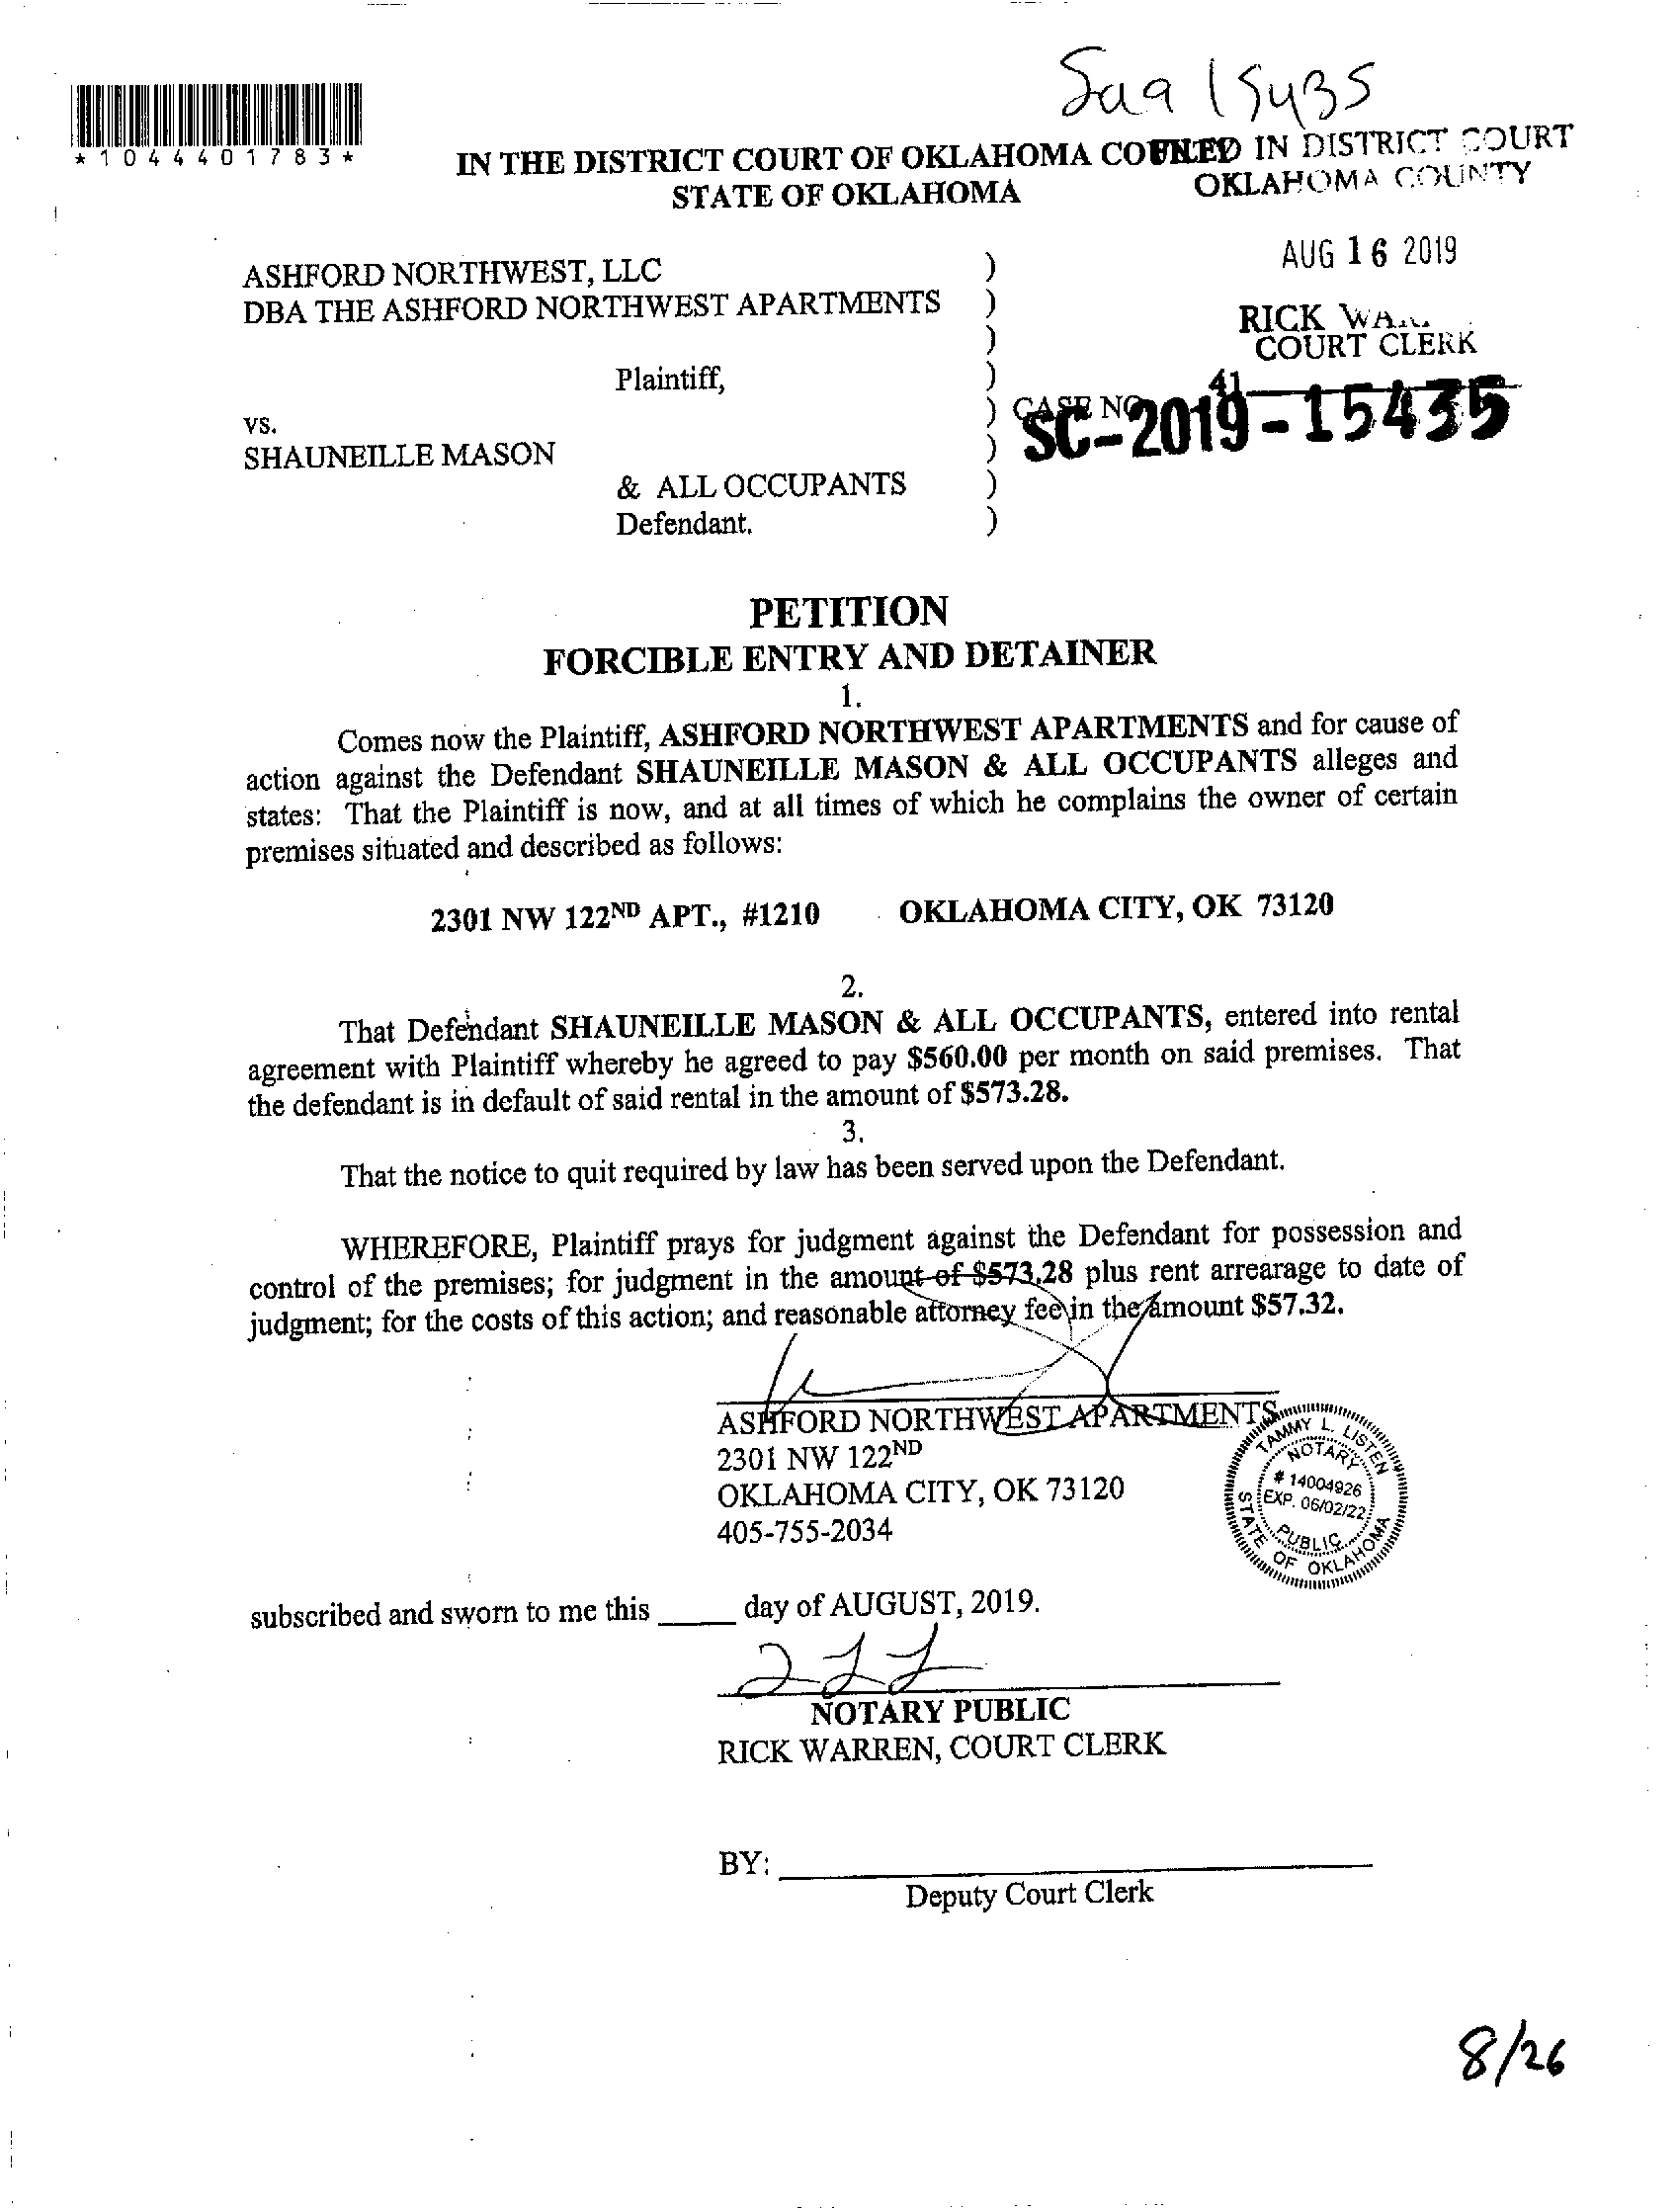 *1044401783*
15435
IN THE DISTRICT COURT OF OKLAHOMA
FILED IN DISTRICT COURT
STATE OF OKLAHOMA
OKLAHOMA COUNTY
AUG 16 2019
ASHFORD NORTHWEST, LLC )
DBA THE ASHFORD NORTHWEST APARTMENTS )
)
RICK
COURT CLERK
Plaintiff, )
41
vs. ) CASE NO
SC-2019-15435
SHAUNEILLE MASON )
& ALL OCCUPANTS )
Defendant. )
PETITION
FORCIBLE ENTRY AND DETAINER
1.
Comes now the Plaintiff, ASHFORD NORTHWEST APARTMENTS and for cause of
action against the Defendant SHAUNEILLE MASON & ALL OCCUPANTS alleges and
states: That the Plaintiff is now, and at all times of which he complains the owner of certain
premises situated and described as follows:
2301 NW 122ND APT., #1210 OKLAHOMA CITY, OK 73120
2.
That Defendant SHAUNEILLE MASON & ALL OCCUPANTS, entered into rental
agreement with Plaintiff whereby he agreed to pay $560.00 per month on said premises. That
the defendant is in default of said rental in the amount of $573.28.
3.
That the notice to quit required by law has been served upon the Defendant.
WHEREFORE, Plaintiff prays for judgment against the Defendant for possession and
control of the premises; for judgment in the amount of $573.28 plus rent arrearage to date of
judgment; for the costs of this action; and reasonable attorney fee in the amount $57.32.
ASHFORD NORTHWEST APARTMENTS
2301 NW 122ND
OKLAHOMA CITY, OK 73120
405-755-2034
TAMMY L. LISTEN
NOTARY
# 14004926
EXP. 06/02/22
PUBLIC
STATE OF OKLAHOMA
subscribed and sworn to me this _____ day of AUGUST, 2019.
NOTARY PUBLIC
RICK WARREN, COURT CLERK
BY:
Deputy Court Clerk
8/26